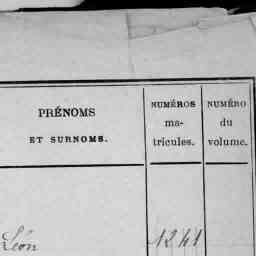 PRÉNOMS
ET SURNOMS.
NUMÉROS
ma-
tricules.
NUMÉRO
du
volume.
Léon
1241